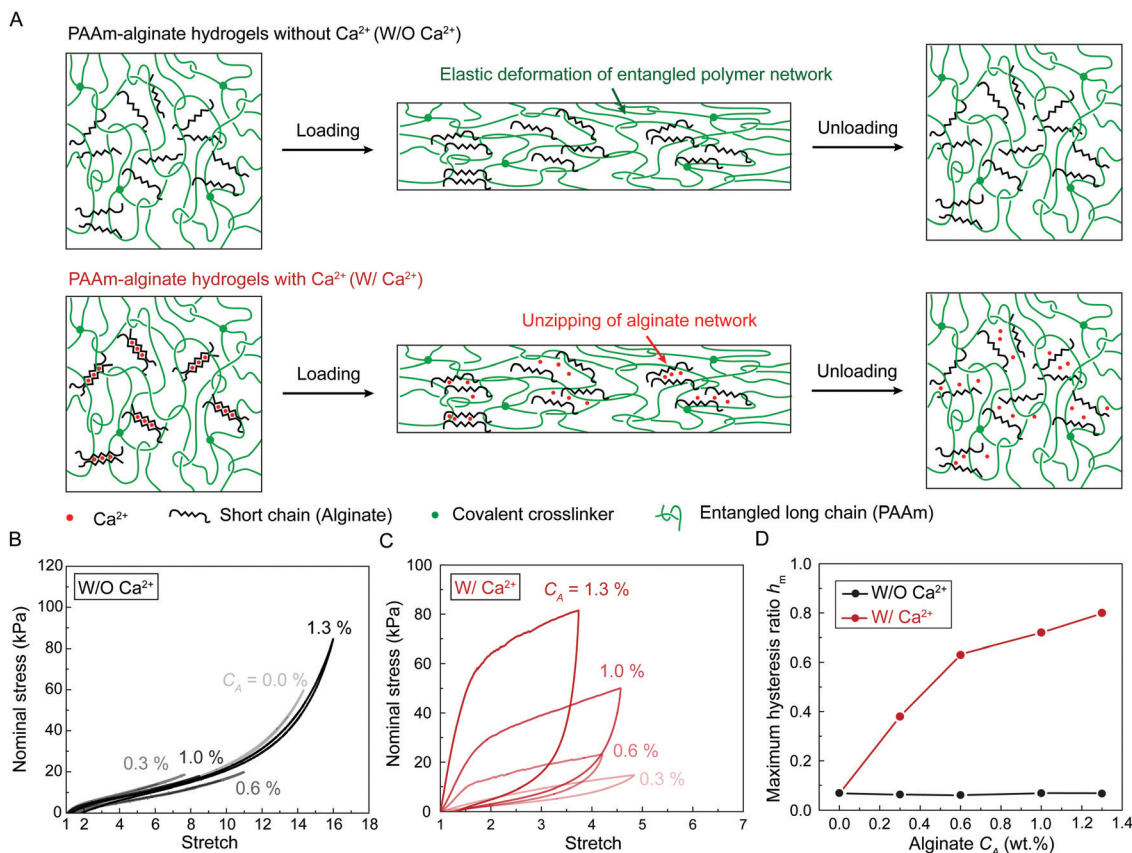 A
PAAm-alginate hydrogels without Ca²⁺ (W/O Ca²⁺)
Elastic deformation of entangled polymer network
Loading
Unloading
PAAm-alginate hydrogels with Ca²⁺ (W/ Ca²⁺)
Unzipping of alginate network
Loading
Unloading
Ca²⁺
Short chain (Alginate)
Covalent crosslinker
Entangled long chain (PAAm)
B
W/O Ca²⁺
Nominal stress (kPa)
120
100
80
60
40
20
0
1.3 %
C_A = 0.0 %
0.3 %
1.0 %
0.6 %
1 2 4 6 8 10 12 14 16 18
Stretch
C
W/ Ca²⁺
Nominal stress (kPa)
100
80
60
40
20
0
C_A = 1.3 %
1.0 %
0.6 %
0.3 %
1 2 3 4 5 6 7
Stretch
D
W/O Ca²⁺
W/ Ca²⁺
Maximum hysteresis ratio h_m
1.0
0.8
0.6
0.4
0.2
0.0
0.0 0.2 0.4 0.6 0.8 1.0 1.2 1.4
Alginate C_A (wt.%)